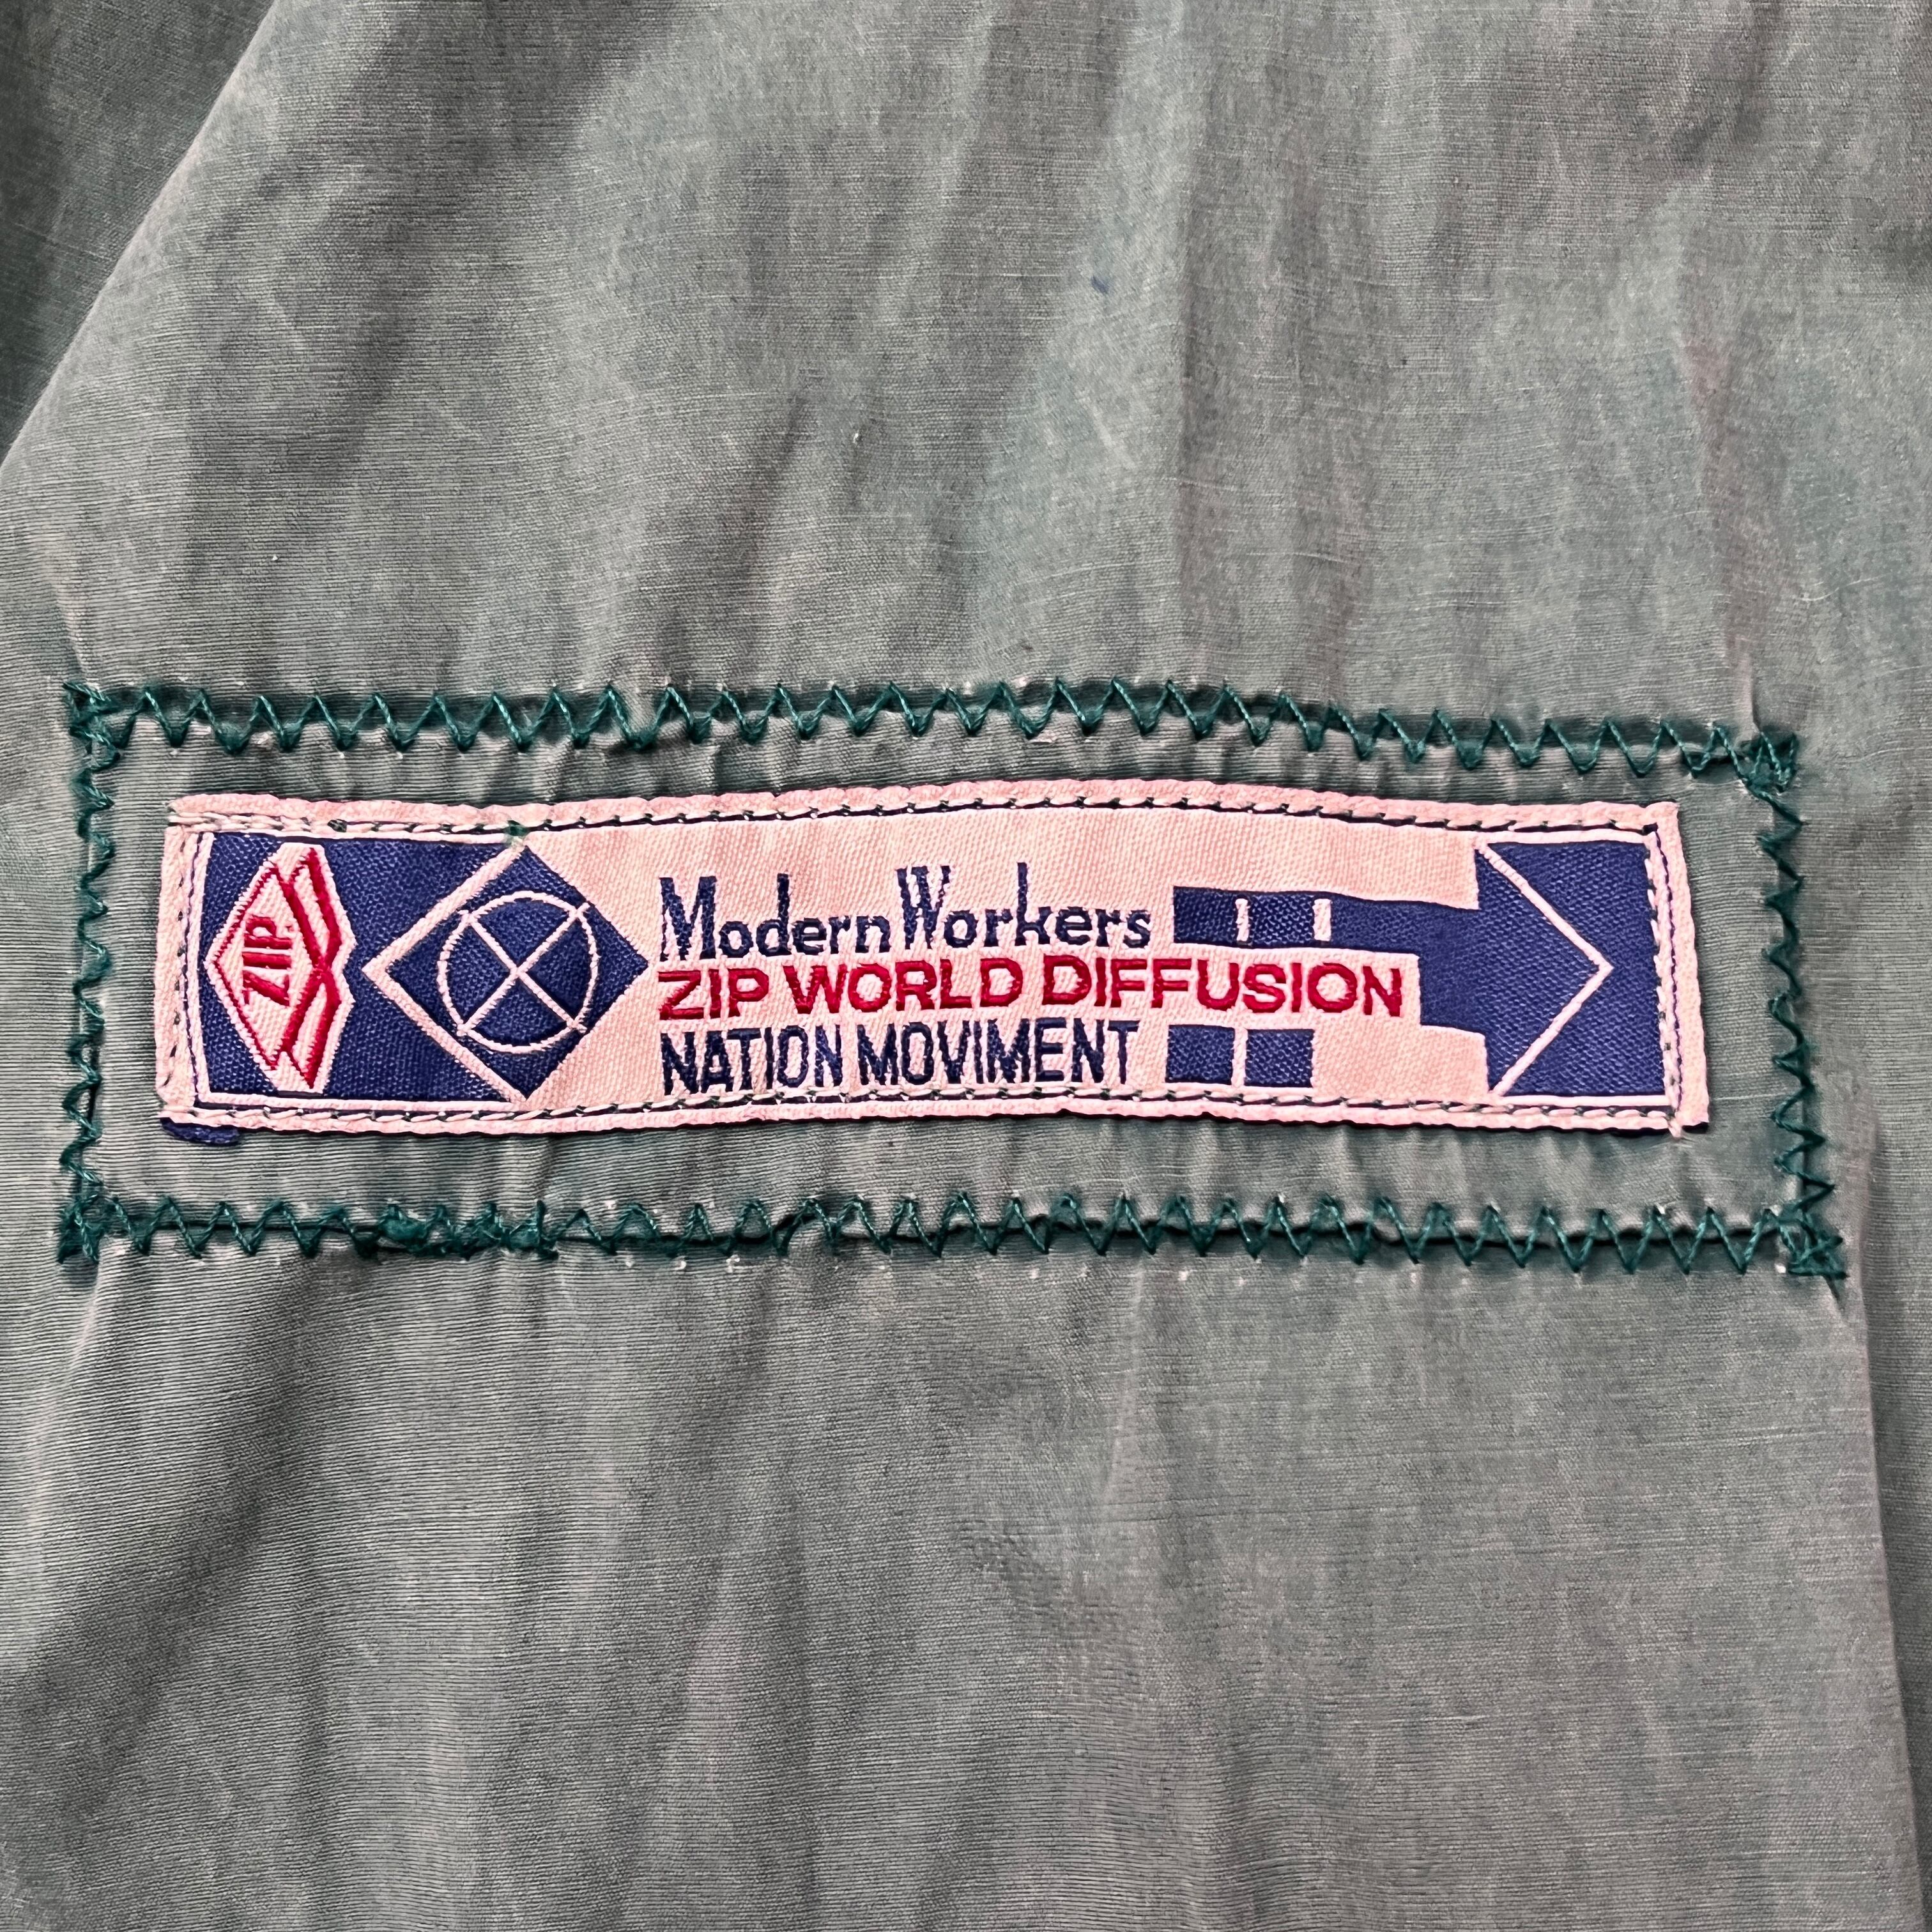 ZIP
Modern Workers
ZIP WORLD DIFFUSION
NATION MOVIMENT